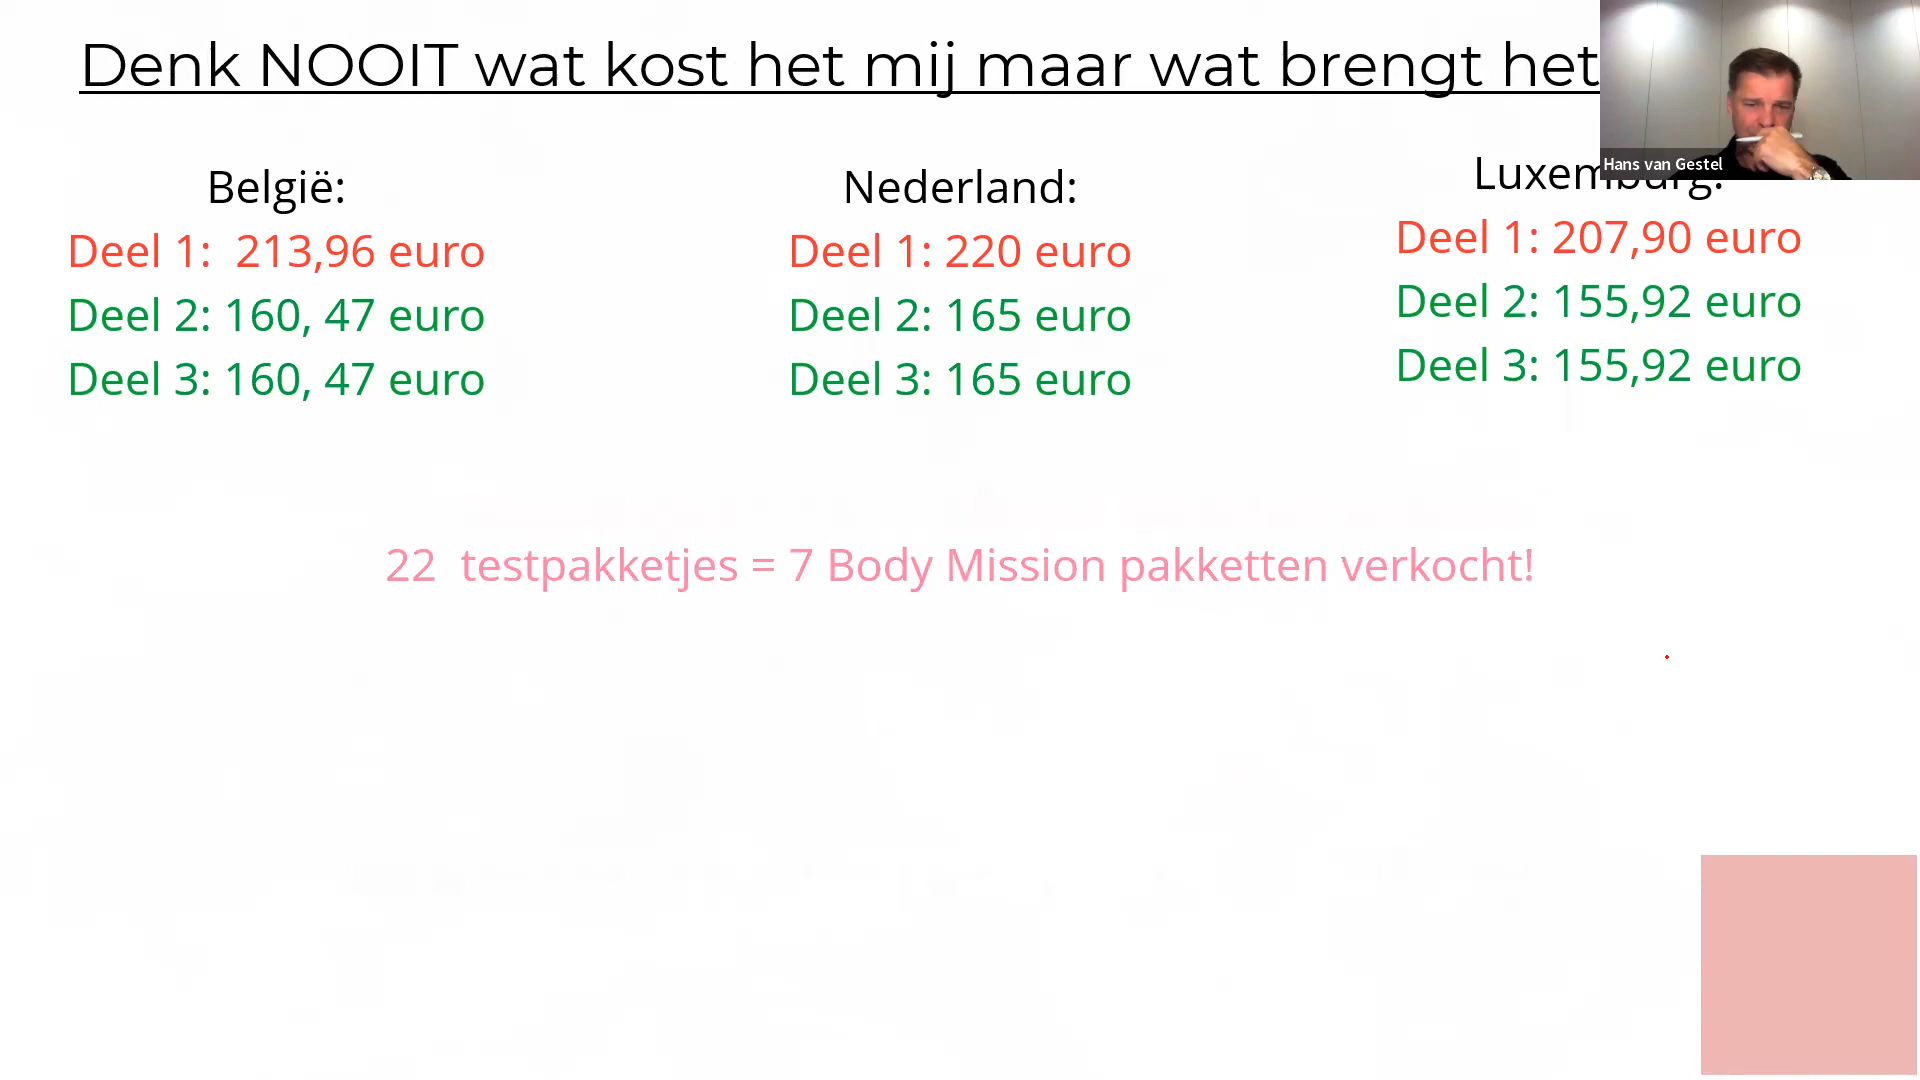 Denk NOOIT wat kost het mij maar wat brengt het
Hans van Gestel
België:
Deel 1:  213,96 euro
Deel 2: 160, 47 euro
Deel 3: 160, 47 euro
Nederland:
Deel 1: 220 euro
Deel 2: 165 euro
Deel 3: 165 euro
Luxemburg:
Deel 1: 207,90 euro
Deel 2: 155,92 euro
Deel 3: 155,92 euro
22  testpakketjes = 7 Body Mission pakketten verkocht!